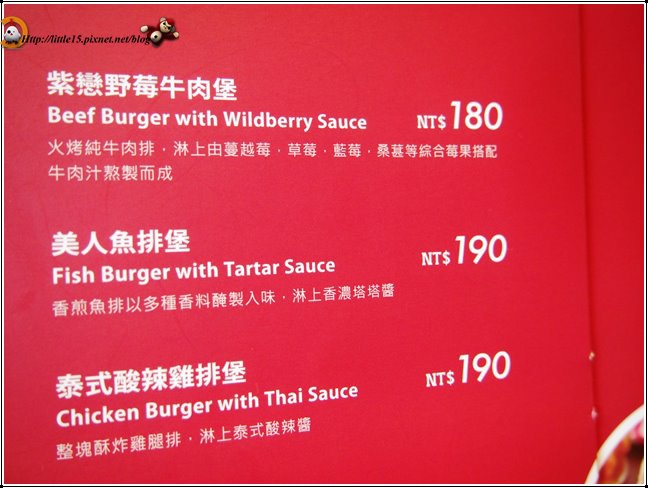 Http://little15.pixnet.net/blog
紫戀野莓牛肉堡
Beef Burger with Wildberry Sauce NT$180
火烤純牛肉排，淋上由蔓越莓，草莓，藍莓，桑葚等綜合莓果搭配
牛肉汁熬製而成
美人魚排堡
Fish Burger with Tartar Sauce NT$190
香煎魚排以多種香料醃製入味，淋上香濃塔塔醬
泰式酸辣雞排堡
Chicken Burger with Thai Sauce NT$190
整塊酥炸雞腿排，淋上泰式酸辣醬